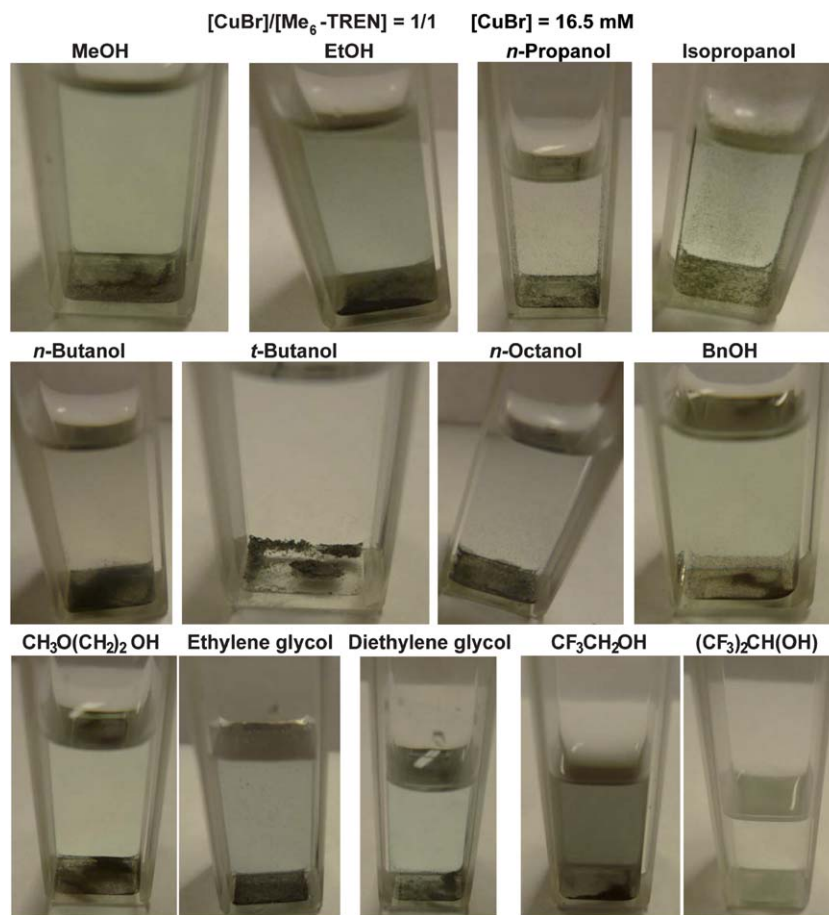 [CuBr]/[Me₆-TREN] = 1/1 [CuBr] = 16.5 mM
MeOH EtOH n-Propanol Isopropanol
n-Butanol t-Butanol n-Octanol BnOH
CH₃O(CH₂)₂ OH Ethylene glycol Diethylene glycol CF₃CH₂OH (CF₃)₂CH(OH)